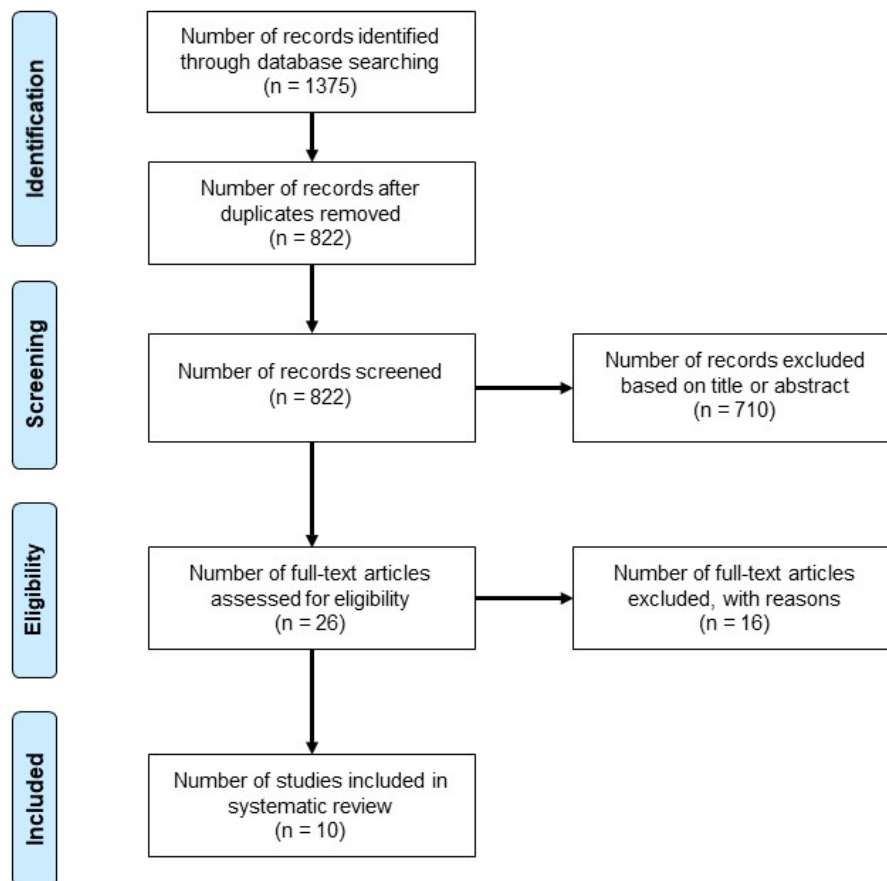 Identification
Number of records identified
through database searching
(n = 1375)
Number of records after
duplicates removed
(n = 822)
Screening
Number of records screened
(n = 822)
Number of records excluded
based on title or abstract
(n = 710)
Eligibility
Number of full-text articles
assessed for eligibility
(n = 26)
Number of full-text articles
excluded, with reasons
(n = 16)
Included
Number of studies included in
systematic review
(n = 10)